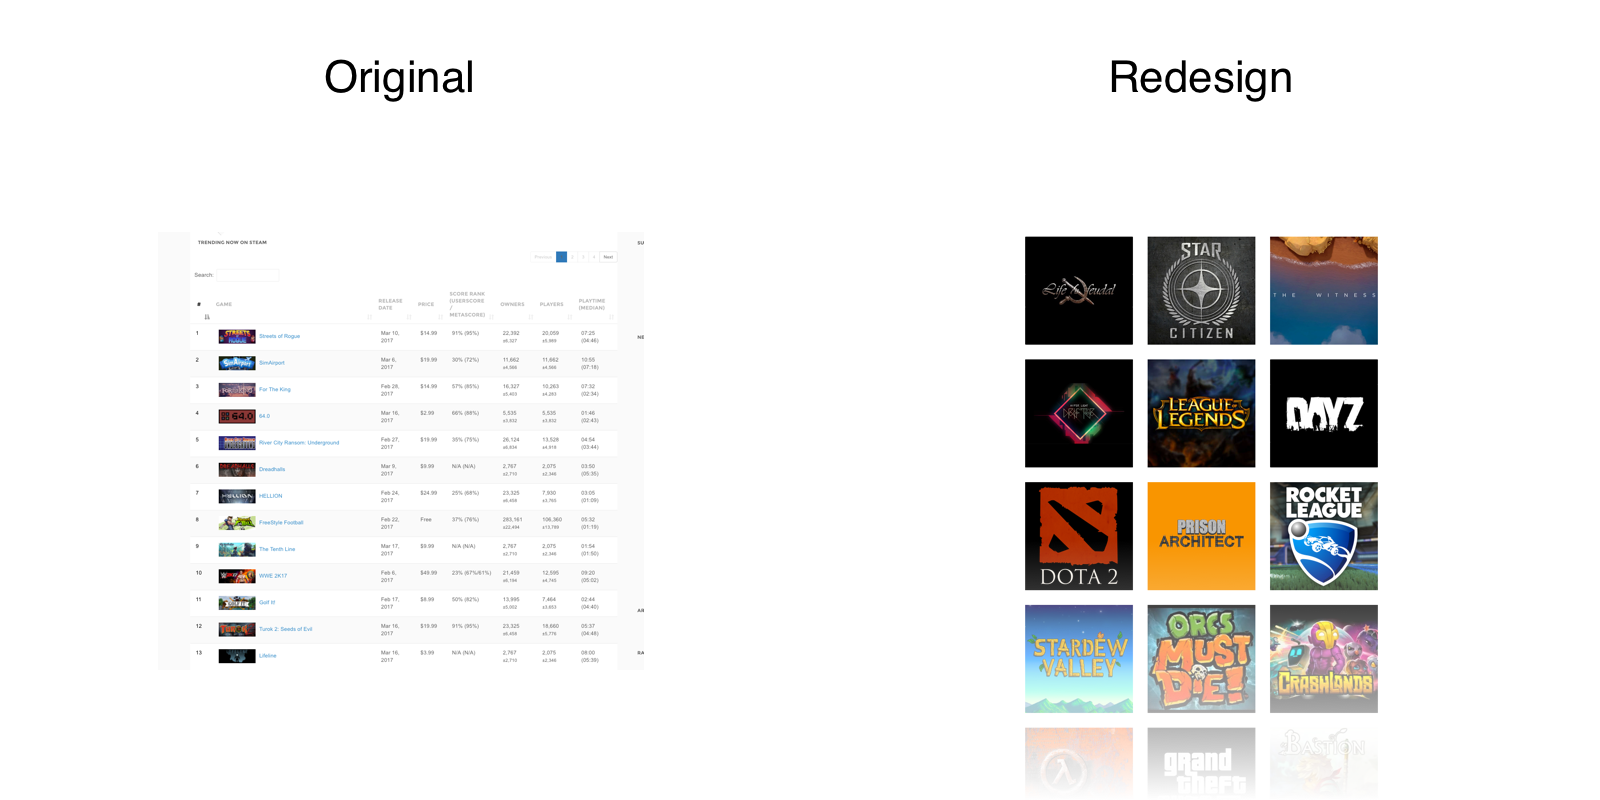 Original
Redesign
TRENDING NOW ON STEAM
SU
Previous 2 3 4 Next
Search:
# GAME RELEASE DATE PRICE SCORE RANK (USERSCORE / METASCORE) OWNERS PLAYERS PLAYTIME (MEDIAN)
1 Streets of Rogue Mar 10, 2017 $14.99 91% (95%) 22,392 ±6,327 20,059 ±5,989 07:25 (04:46)
NE
2 SimAirport Mar 6, 2017 $19.99 30% (72%) 11,662 ±4,566 11,662 ±4,566 10:55 (07:18)
3 For The King Feb 28, 2017 $14.99 57% (85%) 16,327 ±5,403 10,263 ±4,283 07:32 (02:34)
4 64.0 Mar 16, 2017 $2.99 66% (88%) 5,535 ±3,932 5,535 ±3,932 01:46 (02:43)
5 River City Ransom: Underground Feb 27, 2017 $19.99 35% (75%) 26,124 ±6,834 13,528 ±4,918 04:54 (03:44)
6 Dreadhalls Mar 9, 2017 $9.99 N/A (N/A) 2,767 ±2,710 2,075 ±2,346 03:50 (05:35)
7 HELLION Feb 24, 2017 $24.99 25% (68%) 23,325 ±6,458 7,930 ±3,765 03:05 (01:09)
8 FreeStyle Football Feb 22, 2017 Free 37% (76%) 283,161 ±22,494 106,360 ±13,789 05:32 (01:19)
9 The Tenth Line Mar 17, 2017 $9.99 N/A (N/A) 2,767 ±2,710 2,075 ±2,346 01:54 (01:50)
10 WWE 2K17 Feb 6, 2017 $49.99 23% (67%/61%) 21,459 ±6,194 12,595 ±4,745 09:20 (05:02)
11 Golf It! Feb 17, 2017 $8.99 50% (82%) 13,995 ±5,002 7,464 ±3,653 02:44 (04:40)
AR
12 Turok 2: Seeds of Evil Mar 16, 2017 $19.99 91% (95%) 23,325 ±6,458 18,660 ±5,776 05:37 (04:48)
13 Lifeline Mar 16, 2017 $3.99 N/A (N/A) 2,767 ±2,710 2,075 ±2,346 08:00 (05:39)
RA
Life is feudal
STAR CITIZEN
THE WITNESS
LEAGUE OF LEGENDS
DAYZ
DOTA 2
PRISON ARCHITECT
ROCKET LEAGUE
STARDEW VALLEY
ORCS MUST DIE!
CRASHLANDS
grand theft
BASTION